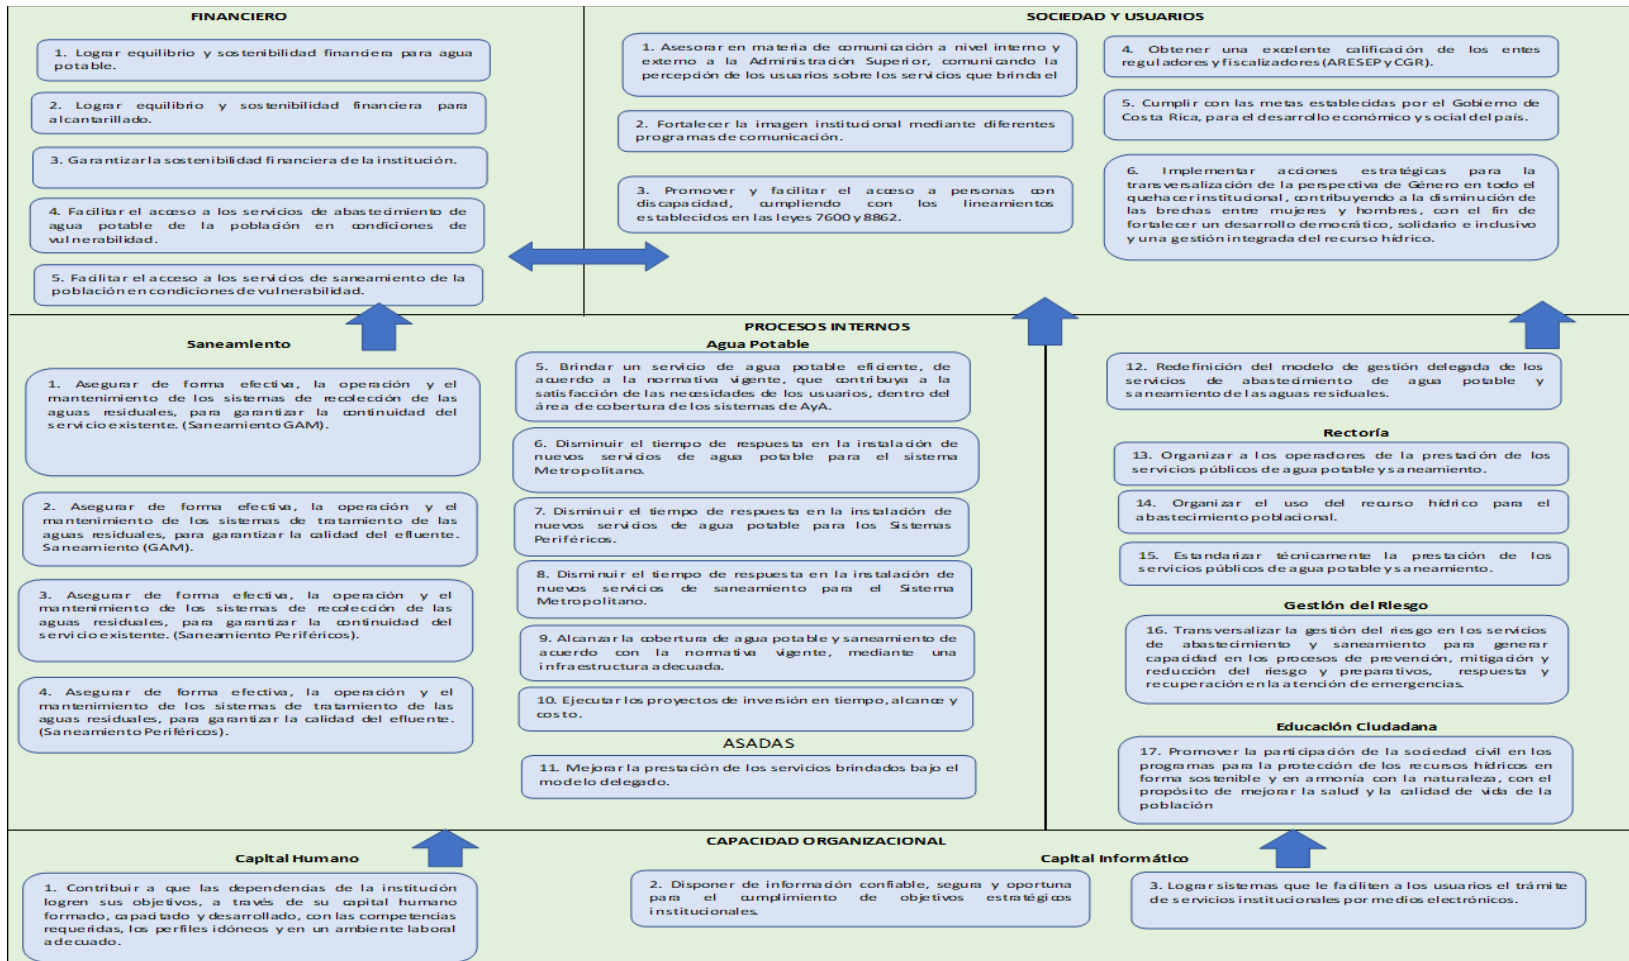 FINANCIERO
1. Lograr equilibrio y sostenibilidad financiera para agua
potable.
2. Lograr equilibrio y sostenibilidad financiera para
alcantarillado.
3. Garantizar la sostenibilidad financiera de la institución.
4. Facilitar el acceso a los servicios de abastecimiento de
agua potable de la población en condiciones de
vulnerabilidad.
5. Facilitar el acceso a los servicios de saneamiento de la
población en condiciones de vulnerabilidad.
SOCIEDAD Y USUARIOS
1. Asesorar en materia de comunicación a nivel interno y
externo a la Administración Superior, comunicando la
percepción de los usuarios sobre los servicios que brinda el
2. Fortalecer la imagen institucional mediante diferentes
programas de comunicación.
3. Promover y facilitar el acceso a personas con
discapacidad, cumpliendo con los lineamientos
establecidos en las leyes 7600 y 8862.
4. Obtener una excelente calificación de los entes
reguladores y fiscalizadores (ARESEP y CGR).
5. Cumplir con las metas establecidas por el Gobierno de
Costa Rica, para el desarrollo económico y social del país.
6. Implementar acciones estratégicas para la
transversalización de la perspectiva de Género en todo el
quehacer institucional, contribuyendo a la disminución de
las brechas entre mujeres y hombres, con el fin de
fortalecer un desarrollo democrático, solidario e inclusivo
y una gestión integrada del recurso hídrico.
PROCESOS INTERNOS
Saneamiento
1. Asegurar de forma efectiva, la operación y el
mantenimiento de los sistemas de recolección de las
aguas residuales, para garantizar la continuidad del
servicio existente. (Saneamiento GAM).
2. Asegurar de forma efectiva, la operación y el
mantenimiento de los sistemas de tratamiento de las
aguas residuales, para garantizar la calidad del efluente.
Saneamiento (GAM).
3. Asegurar de forma efectiva, la operación y el
mantenimiento de los sistemas de recolección de las
aguas residuales, para garantizar la continuidad del
servicio existente. (Saneamiento Periféricos).
4. Asegurar de forma efectiva, la operación y el
mantenimiento de los sistemas de tratamiento de las
aguas residuales, para garantizar la calidad del efluente.
(Saneamiento Periféricos).
Agua Potable
5. Brindar un servicio de agua potable eficiente, de
acuerdo a la normativa vigente, que contribuya a la
satisfacción de las necesidades de los usuarios, dentro del
área de cobertura de los sistemas de AyA.
6. Disminuir el tiempo de respuesta en la instalación de
nuevos servicios de agua potable para el sistema
Metropolitano.
7. Disminuir el tiempo de respuesta en la instalación de
nuevos servicios de agua potable para los Sistemas
Periféricos.
8. Disminuir el tiempo de respuesta en la instalación de
nuevos servicios de saneamiento para el Sistema
Metropolitano.
9. Alcanzar la cobertura de agua potable y saneamiento de
acuerdo con la normativa vigente, mediante una
infraestructura adecuada.
10. Ejecutar los proyectos de inversión en tiempo, alcance y
costo.
ASADAS
11. Mejorar la prestación de los servicios brindados bajo el
modelo delegado.
12. Redefinición del modelo de gestión delegada de los
servicios de abastecimiento de agua potable y
saneamiento de las aguas residuales.
Rectoría
13. Organizar a los operadores de la prestación de los
servicios públicos de agua potable y saneamiento.
14. Organizar el uso del recurso hídrico para el
abastecimiento poblacional.
15. Estandarizar técnicamente la prestación de los
servicios públicos de agua potable y saneamiento.
Gestión del Riesgo
16. Transversalizar la gestión del riesgo en los servicios
de abastecimiento y saneamiento para generar
capacidad en los procesos de prevención, mitigación y
reducción del riesgo y preparativos, respuesta y
recuperación en la atención de emergencias.
Educación Ciudadana
17. Promover la participación de la sociedad civil en los
programas para la protección de los recursos hídricos en
forma sostenible y en armonía con la naturaleza, con el
propósito de mejorar la salud y la calidad de vida de la
población
CAPACIDAD ORGANIZACIONAL
Capital Humano
1. Contribuir a que las dependencias de la institución
logren sus objetivos, a través de su capital humano
formado, capacitado y desarrollado, con las competencias
requeridas, los perfiles idóneos y en un ambiente laboral
adecuado.
Capital Informático
2. Disponer de información confiable, segura y oportuna
para el cumplimiento de objetivos estratégicos
institucionales.
3. Lograr sistemas que le faciliten a los usuarios el trámite
de servicios institucionales por medios electrónicos.